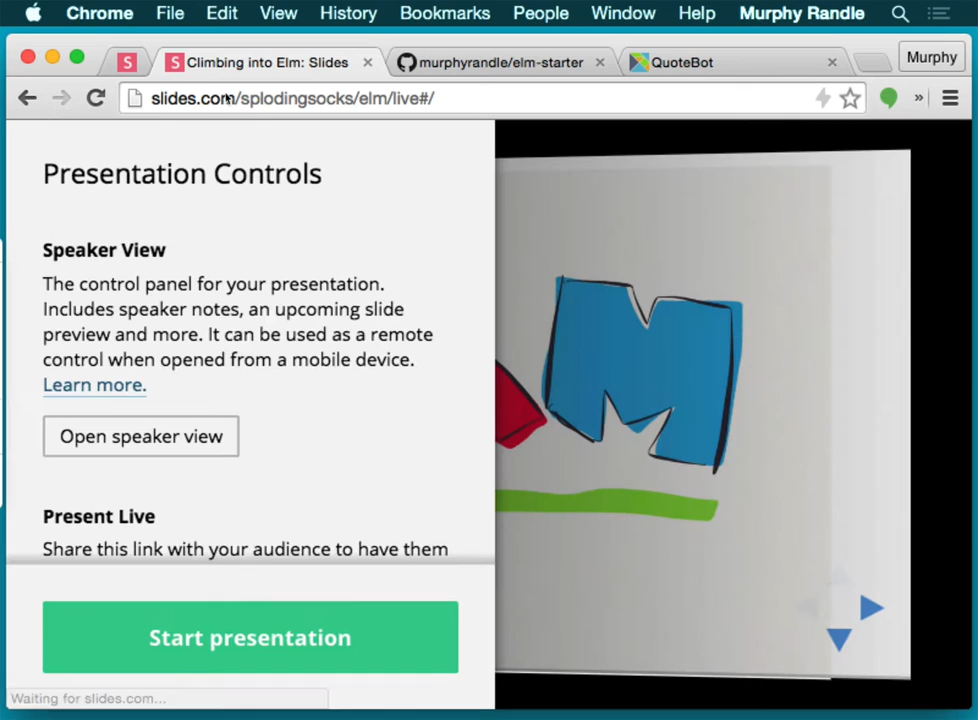 Chrome File Edit View History Bookmarks People Window Help Murphy Randle
S S Climbing into Elm: Slides murphyrandle/elm-starter QuoteBot Murphy
slides.com/splodingsocks/elm/live#/
Presentation Controls
Speaker View
The control panel for your presentation.
Includes speaker notes, an upcoming slide
preview and more. It can be used as a remote
control when opened from a mobile device.
Learn more.
Open speaker view
Present Live
Share this link with your audience to have them
Start presentation
Waiting for slides.com...
M